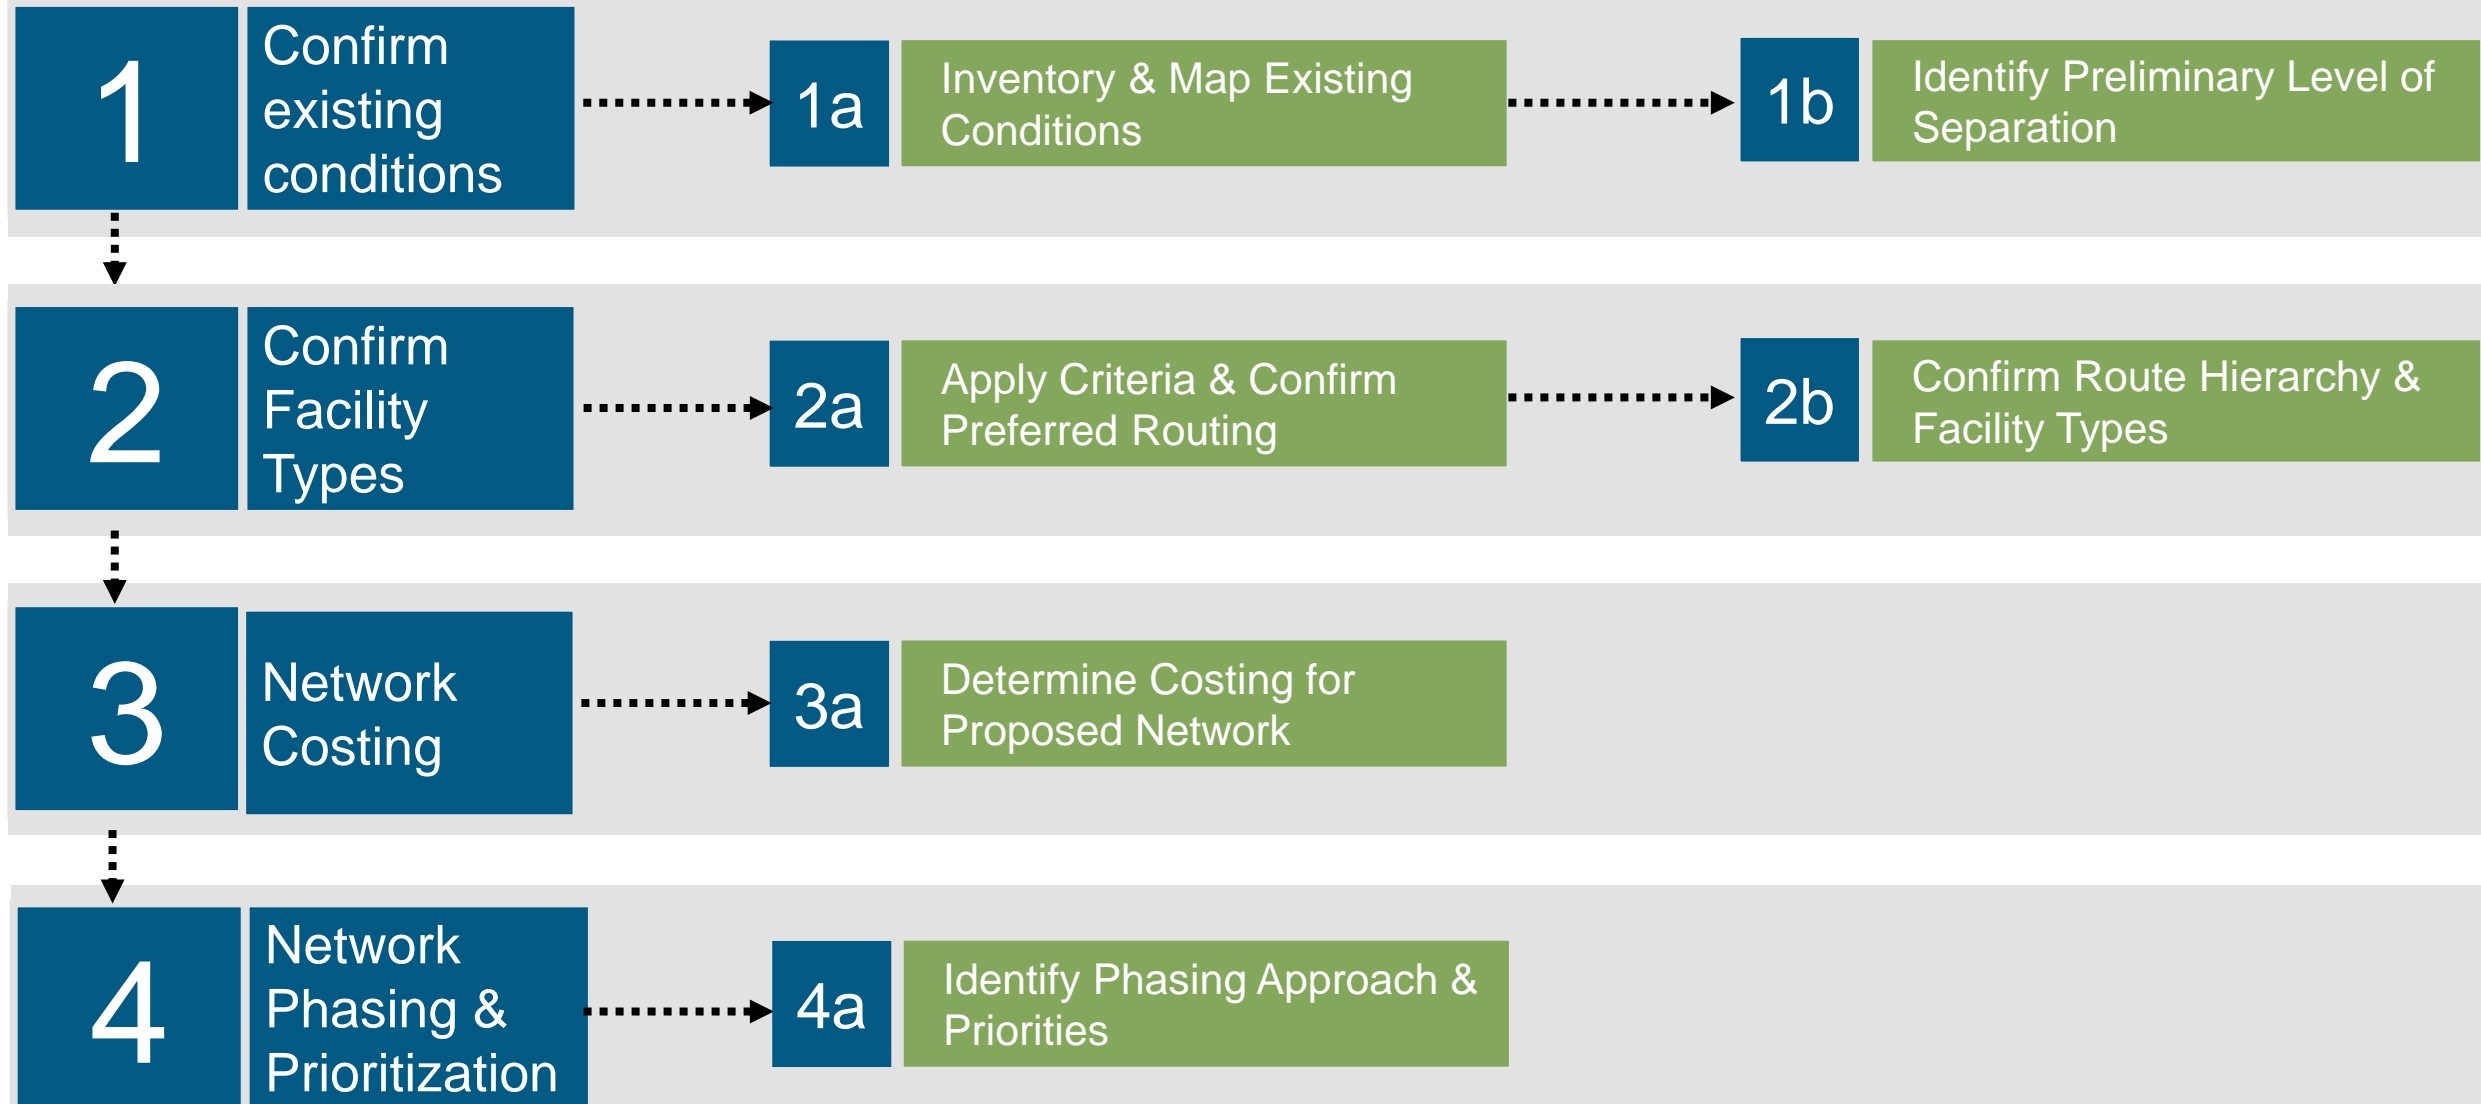 1
Confirm
existing
conditions
1a
Inventory & Map Existing
Conditions
1b
Identify Preliminary Level of
Separation
2
Confirm
Facility
Types
2a
Apply Criteria & Confirm
Preferred Routing
2b
Confirm Route Hierarchy &
Facility Types
3
Network
Costing
3a
Determine Costing for
Proposed Network
4
Network
Phasing &
Prioritization
4a
Identify Phasing Approach &
Priorities